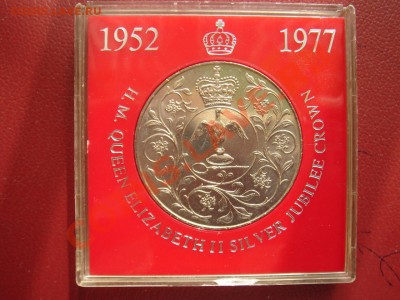 1952 1977
H. M. QUEEN ELIZABETH II SILVER JUBILEE CROWN